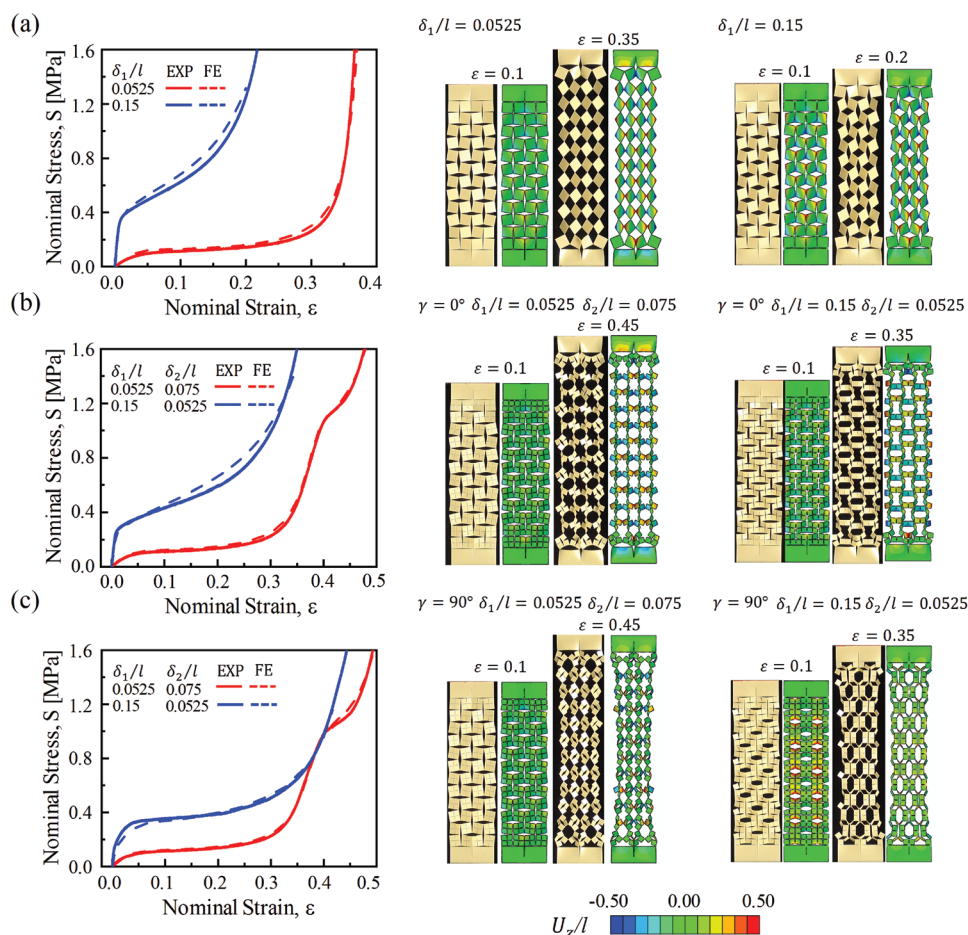 (a)
δ₁/l = 0.0525
δ₁/l = 0.15
ε = 0.1
ε = 0.35
ε = 0.1
ε = 0.2
Nominal Stress, S [MPa]
1.6
1.2
0.8
0.4
0.0
δ₁/l EXP FE
0.0525
0.15
0.0 0.1 0.2 0.3 0.4
Nominal Strain, ε
(b)
γ = 0° δ₁/l = 0.0525 δ₂/l = 0.075
γ = 0° δ₁/l = 0.15 δ₂/l = 0.0525
ε = 0.1
ε = 0.45
ε = 0.1
ε = 0.35
Nominal Stress, S [MPa]
1.6
1.2
0.8
0.4
0.0
δ₁/l δ₂/l EXP FE
0.0525 0.075
0.15 0.0525
0.0 0.1 0.2 0.3 0.4 0.5
Nominal Strain, ε
(c)
γ = 90° δ₁/l = 0.0525 δ₂/l = 0.075
γ = 90° δ₁/l = 0.15 δ₂/l = 0.0525
ε = 0.1
ε = 0.45
ε = 0.1
ε = 0.35
Nominal Stress, S [MPa]
1.6
1.2
0.8
0.4
0.0
δ₁/l δ₂/l EXP FE
0.0525 0.075
0.15 0.0525
0.0 0.1 0.2 0.3 0.4 0.5
Nominal Strain, ε
-0.50 0.00 0.50
U_z/l